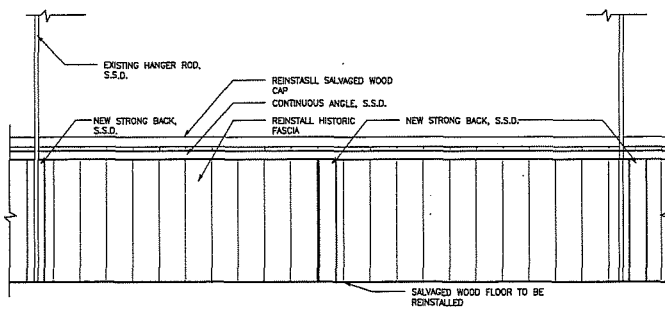 EXISTING HANGER ROD,
S.S.D.
REINSTASLL SALVAGED WOOD
CAP
CONTINUOUS ANGLE, S.S.D.
NEW STRONG BACK,
S.S.D.
REINSTALL HISTORIC
FASCIA
NEW STRONG BACK, S.S.D.
SALVAGED WOOD FLOOR TO BE
REINSTALLED